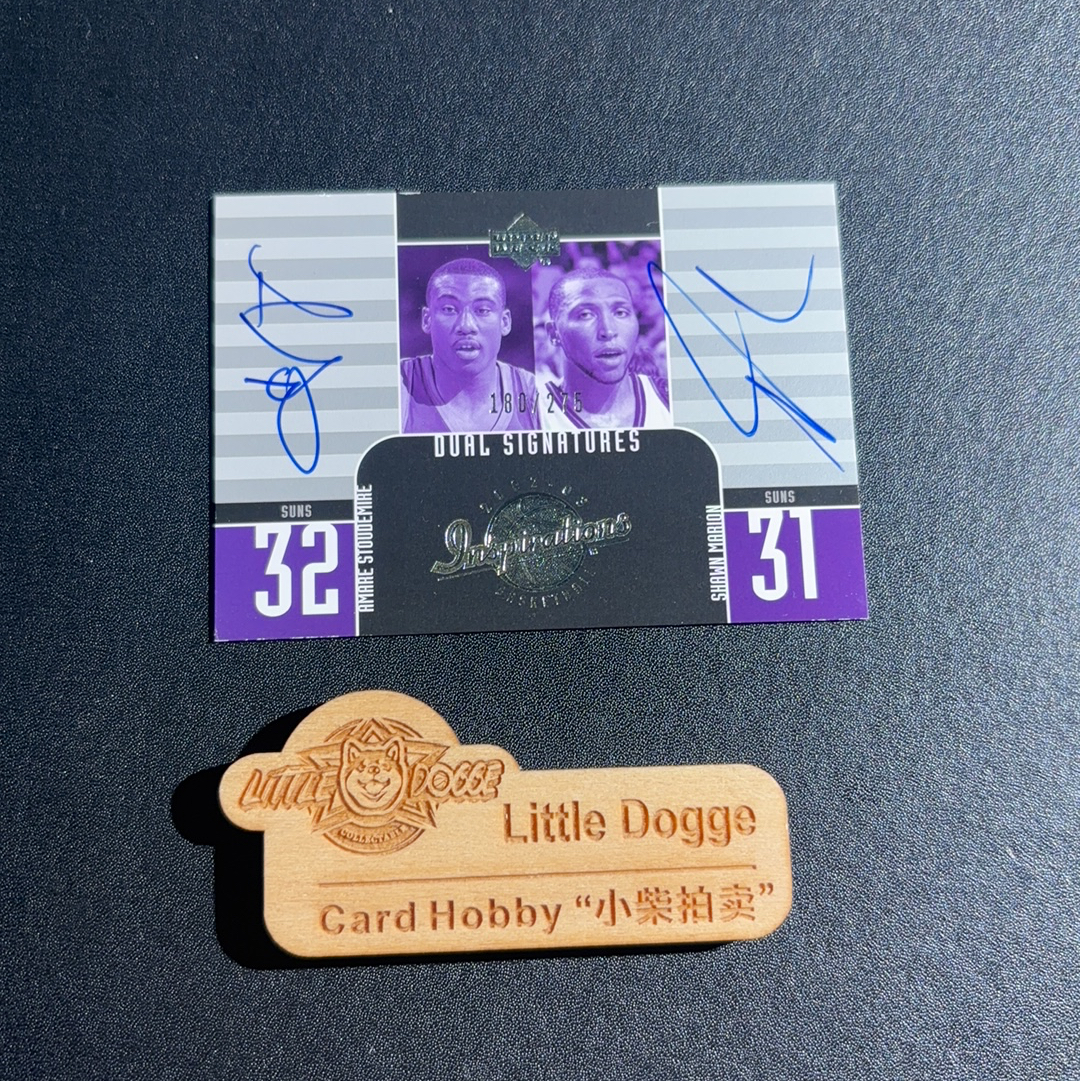 UPPER DECK
180/275
DUAL SIGNATURES
2002-03
Inspirations
BASKETBALL
SUNS
32
AMARE STOUDEMIRE
SHAWN MARION
SUNS
31
LITTLE DOGGE
COLLECTABLE
Little Dogge
Card Hobby “小柴拍卖”